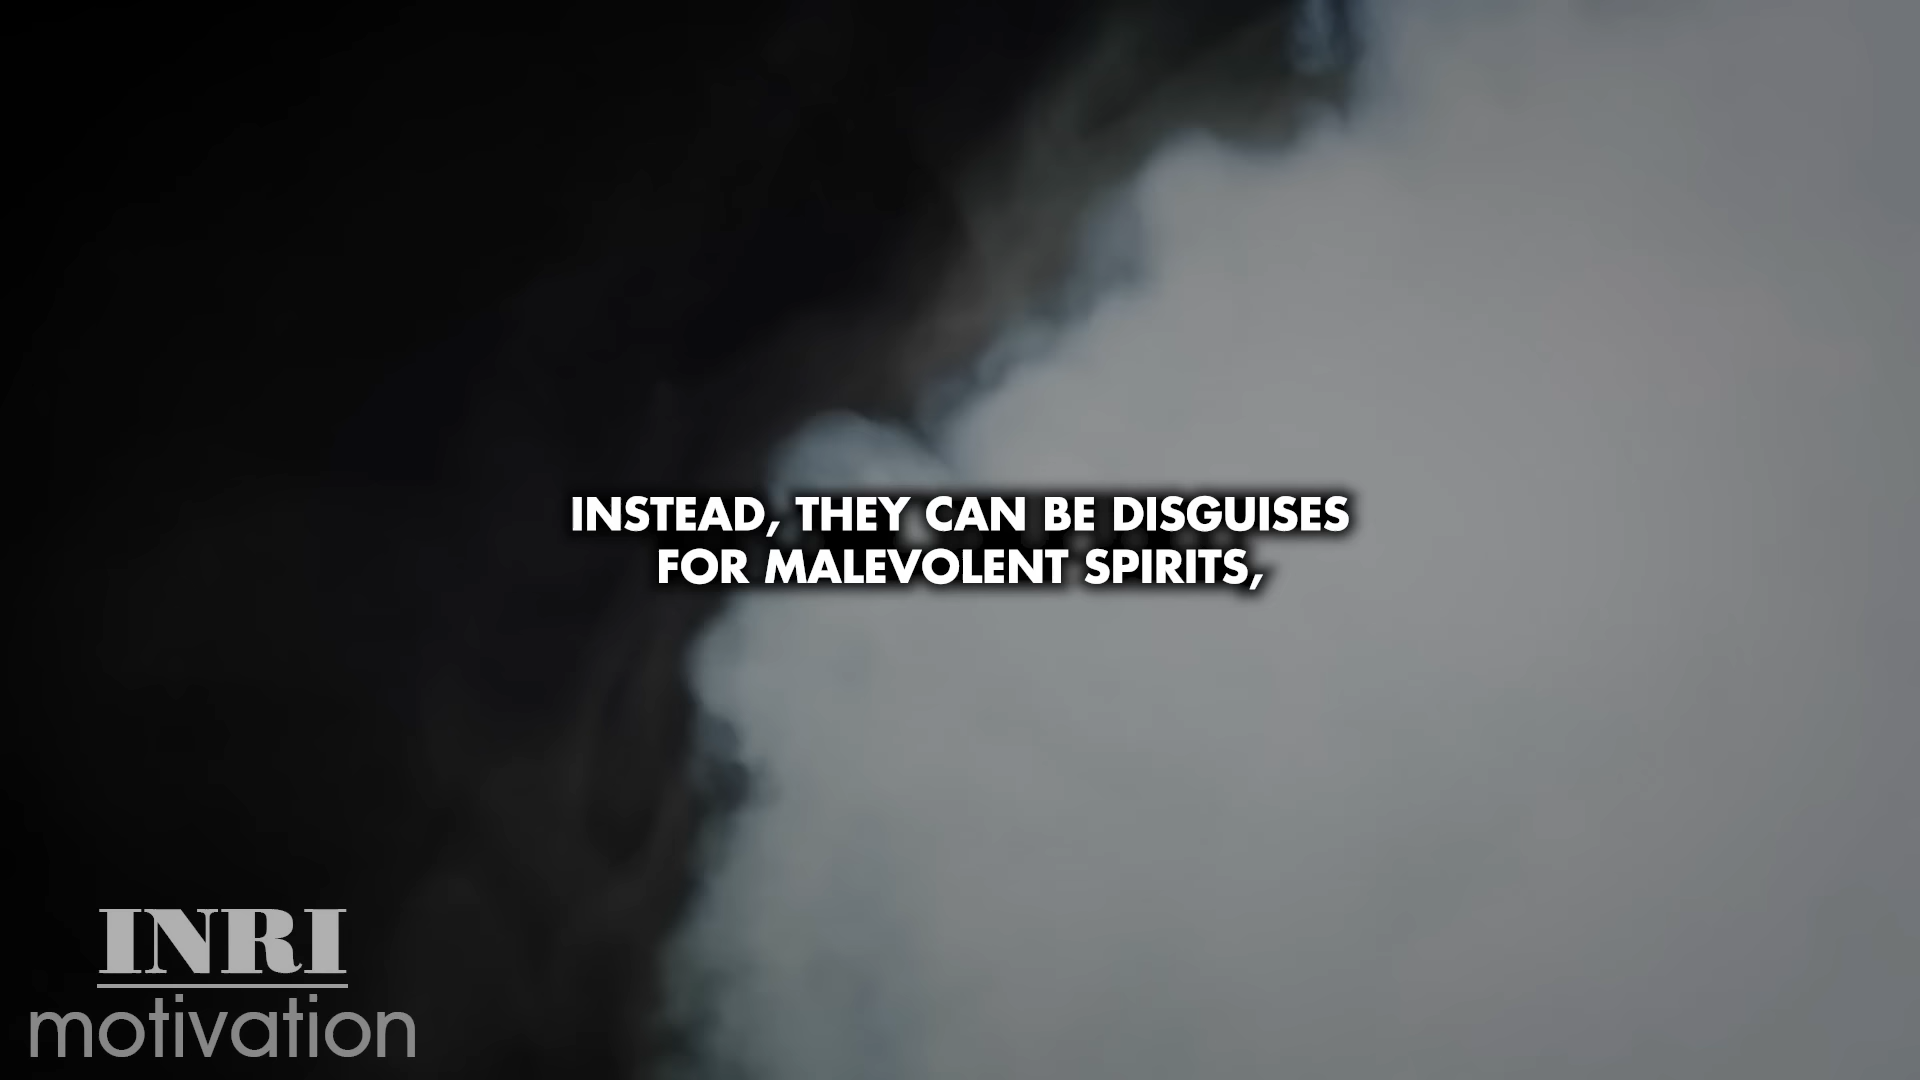 INSTEAD, THEY CAN BE DISGUISES
FOR MALEVOLENT SPIRITS,
INRI
motivation